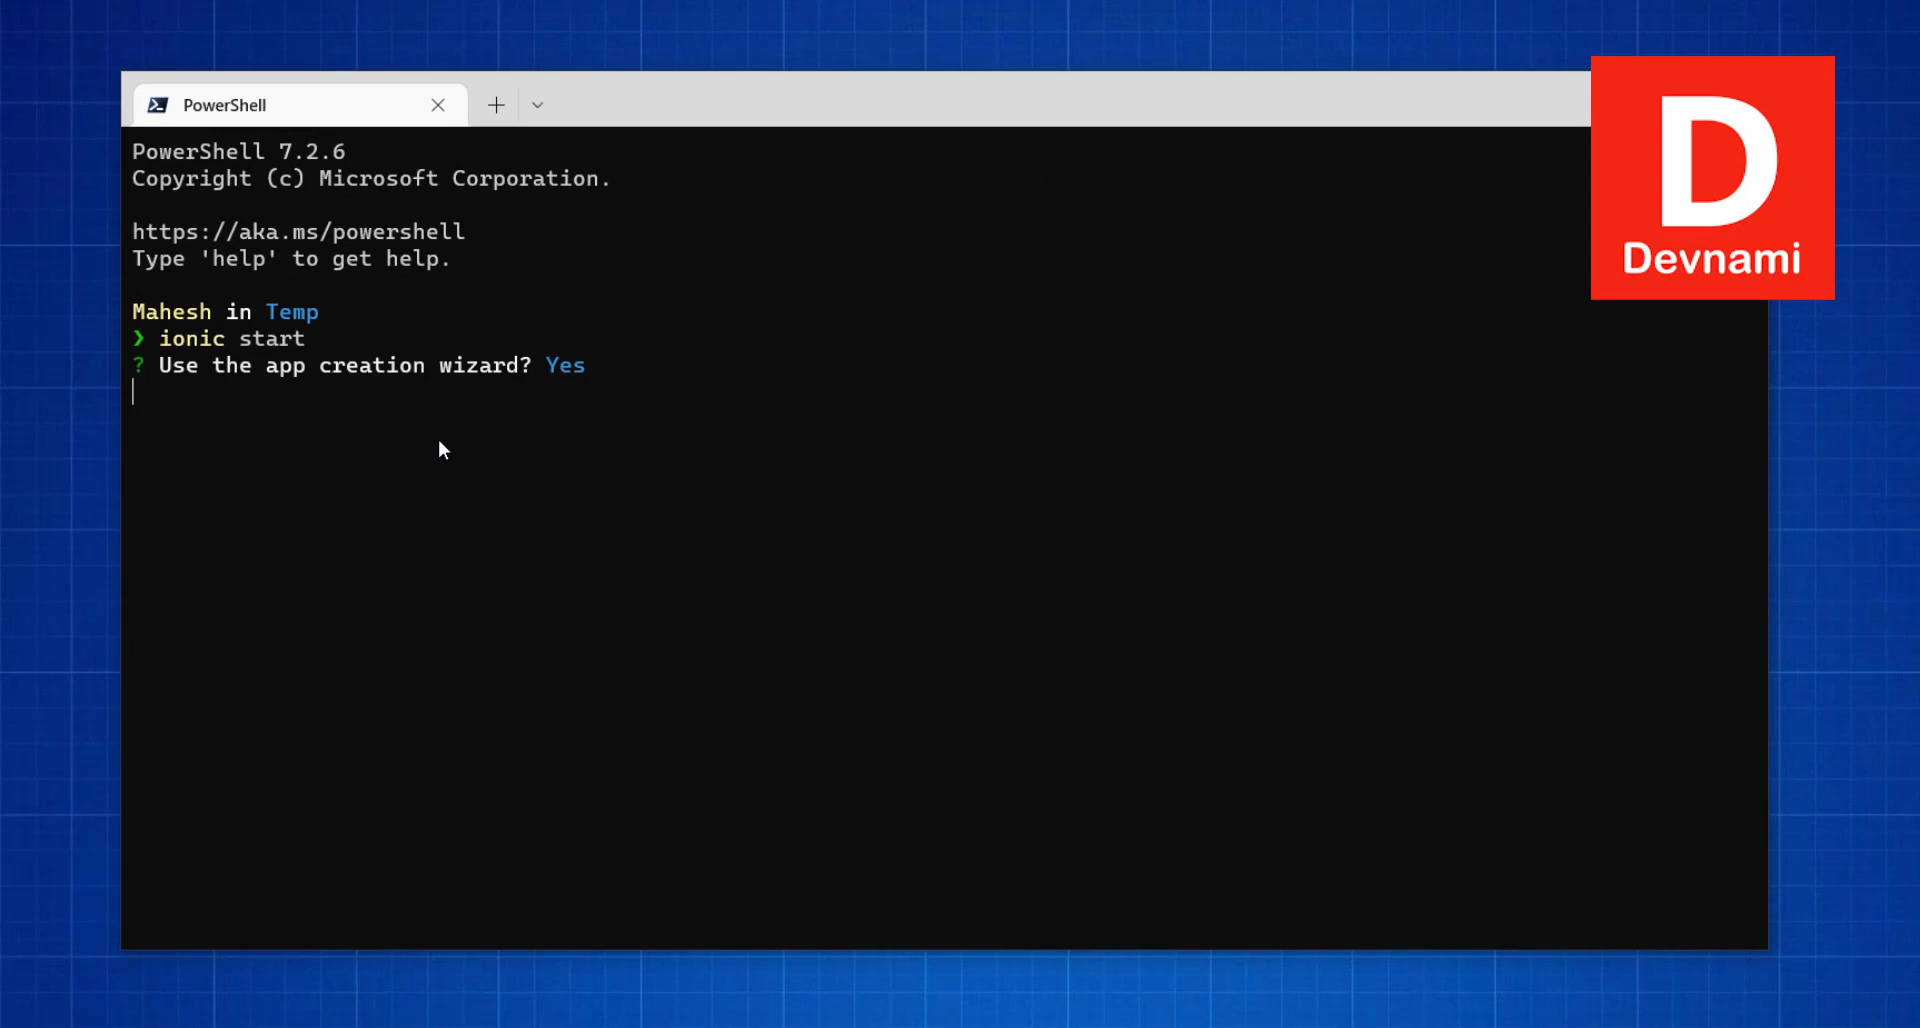 PowerShell
PowerShell 7.2.6
Copyright (c) Microsoft Corporation.
https://aka.ms/powershell
Type 'help' to get help.
Mahesh in Temp
❯ ionic start
? Use the app creation wizard? Yes
D
Devnami